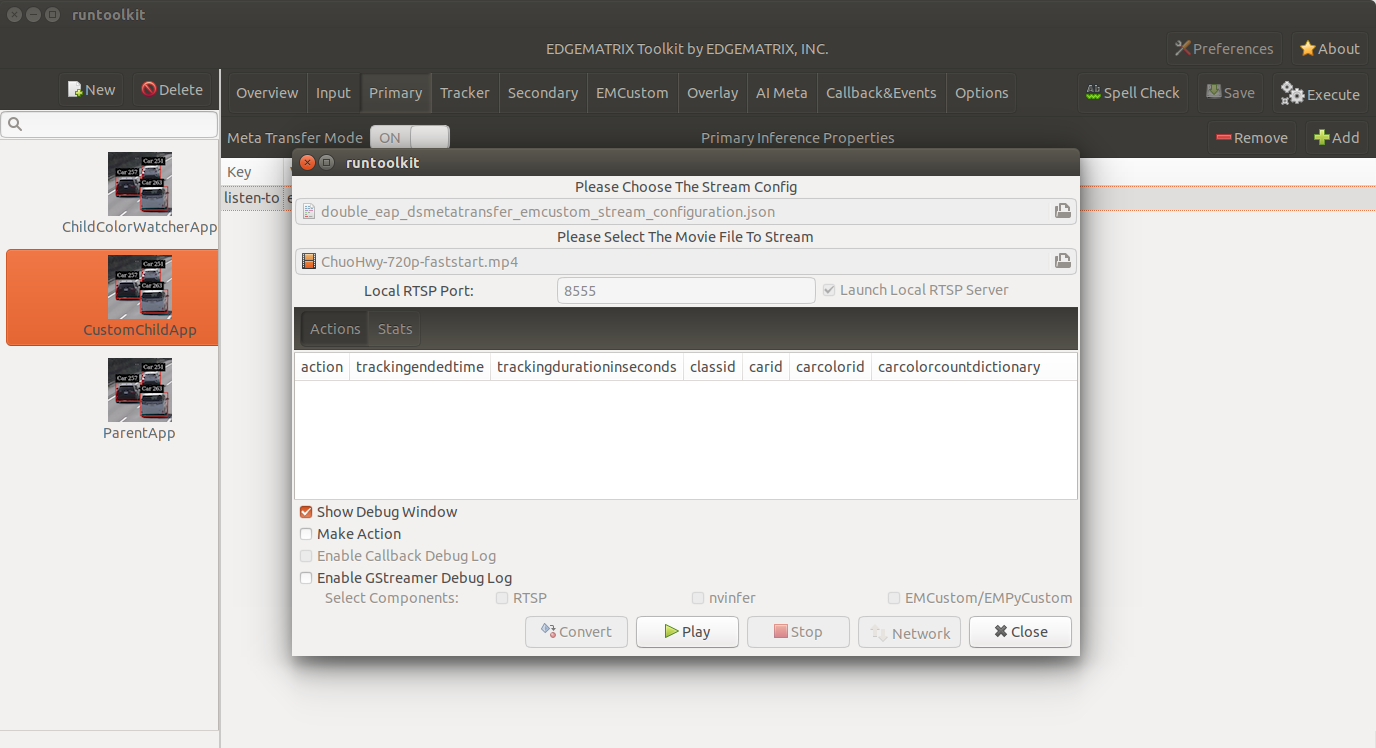 runtoolkit
EDGEMATRIX Toolkit by EDGEMATRIX, INC.
Preferences
About
New
Delete
Overview
Input
Primary
Tracker
Secondary
EMCustom
Overlay
AI Meta
Callback&Events
Options
Spell Check
Save
Execute
Meta Transfer Mode
ON
Primary Inference Properties
Remove
Add
Key
listen-to
Car 251
Car 257
Car 263
ChildColorWatcherApp
Car 251
Car 257
Car 263
CustomChildApp
Car 251
Car 257
Car 263
ParentApp
runtoolkit
Please Choose The Stream Config
double_eap_dsmetatransfer_emcustom_stream_configuration.json
Please Select The Movie File To Stream
ChuoHwy-720p-faststart.mp4
Local RTSP Port:
8555
Launch Local RTSP Server
Actions
Stats
action
trackingendedtime
trackingdurationinseconds
classid
carid
carcolorid
carcolorcountdictionary
Show Debug Window
Make Action
Enable Callback Debug Log
Enable GStreamer Debug Log
Select Components:
RTSP
nvinfer
EMCustom/EMPyCustom
Convert
Play
Stop
Network
Close